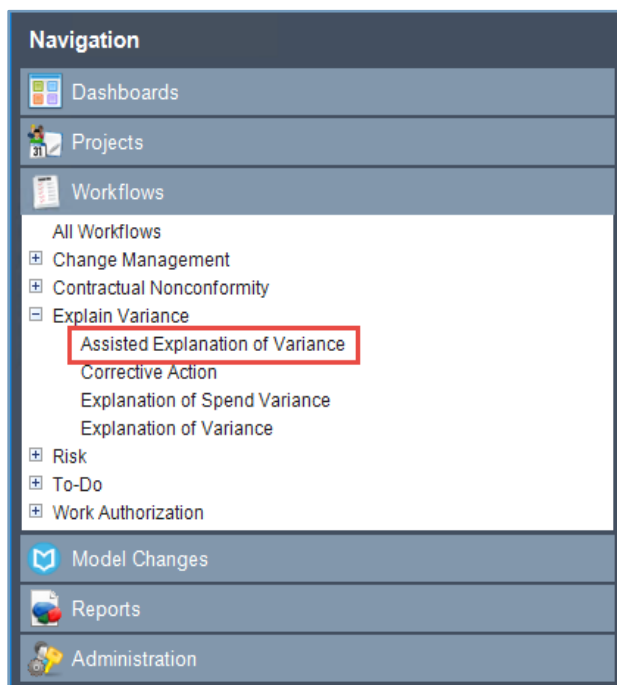 Navigation
Dashboards
31
Projects
Workflows
All Workflows
Change Management
Contractual Nonconformity
Explain Variance
Assisted Explanation of Variance
Corrective Action
Explanation of Spend Variance
Explanation of Variance
Risk
To-Do
Work Authorization
Model Changes
Reports
Administration